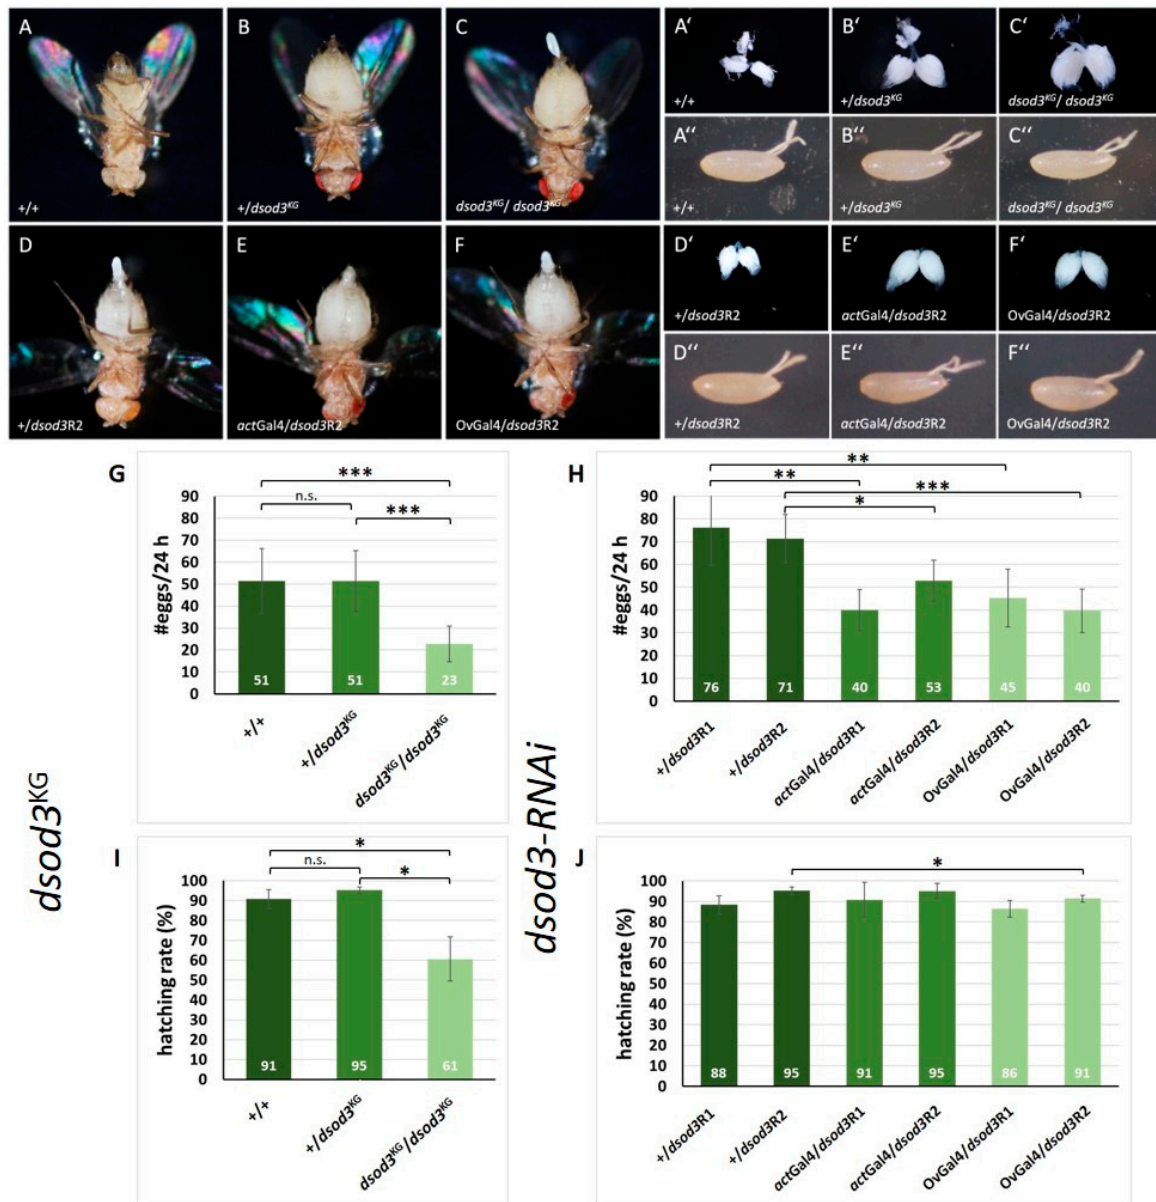 A
B
C
A‘
B‘
C‘
+/+
+/dsod3KG
dsod3KG/ dsod3KG
A‘‘
B‘‘
C‘‘
+/+
+/dsod3KG
dsod3KG/ dsod3KG
+/+
+/dsod3KG
dsod3KG/ dsod3KG
D
E
F
D‘
E‘
F‘
+/dsod3R2
actGal4/dsod3R2
OvGal4/dsod3R2
D‘‘
E‘‘
F‘‘
+/dsod3R2
actGal4/dsod3R2
OvGal4/dsod3R2
+/dsod3R2
actGal4/dsod3R2
OvGal4/dsod3R2
dsod3KG
G
***
n.s.
***
#eggs/24 h
90
80
70
60
50
40
30
20
10
0
51
51
23
+/+
+/dsod3KG
dsod3KG/dsod3KG
dsod3-RNAi
H
**
**
***
*
#eggs/24 h
90
80
70
60
50
40
30
20
10
0
76
71
40
53
45
40
+/dsod3R1
+/dsod3R2
actGal4/dsod3R1
actGal4/dsod3R2
OvGal4/dsod3R1
OvGal4/dsod3R2
I
*
n.s.
*
hatching rate (%)
100
90
80
70
60
50
40
30
20
10
0
91
95
61
+/+
+/dsod3KG
dsod3KG/dsod3KG
J
*
hatching rate (%)
100
90
80
70
60
50
40
30
20
10
0
88
95
91
95
86
91
+/dsod3R1
+/dsod3R2
actGal4/dsod3R1
actGal4/dsod3R2
OvGal4/dsod3R1
OvGal4/dsod3R2